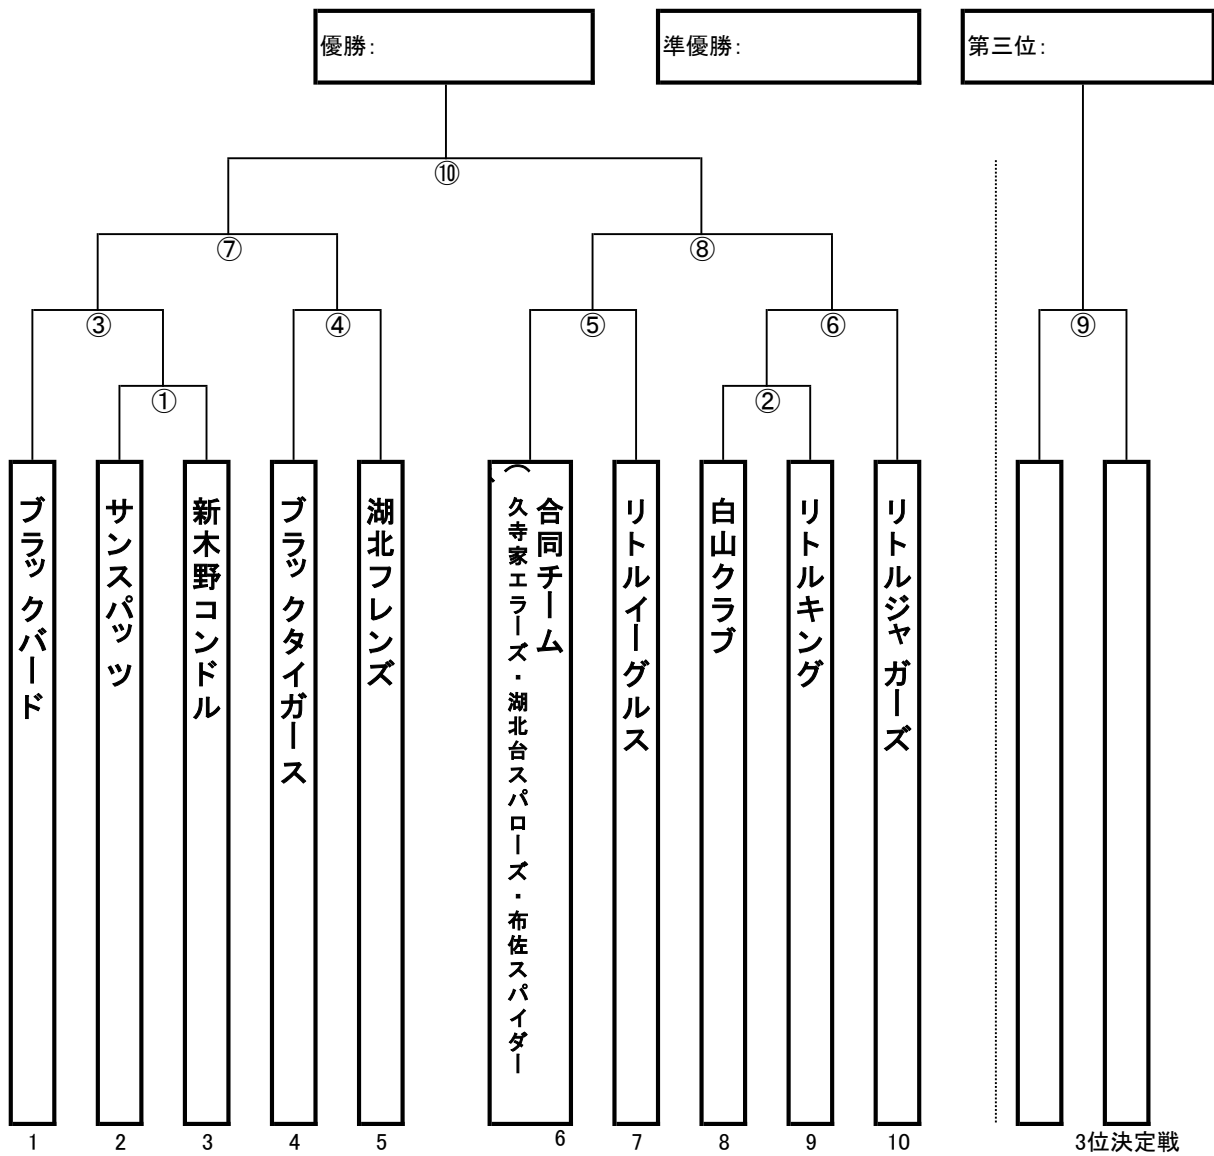 優勝：
準優勝：
第三位：
⑩
⑦
⑧
③
④
⑤
⑥
⑨
①
②
ブラックバード
サンスパッツ
新木野コンドル
ブラックタイガース
湖北フレンズ
合同チーム
（久寺家エラーズ・湖北台スパローズ・布佐スパイダー
リトルイーグルス
白山クラブ
リトルキング
リトルジャガーズ
1
2
3
4
5
6
7
8
9
10
3位決定戦